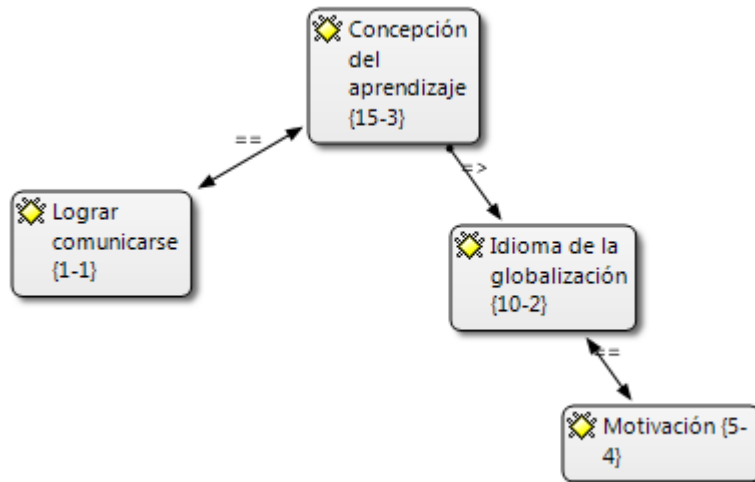 Concepción
del
aprendizaje
{15-3}
==
=>
Lograr
comunicarse
{1-1}
Idioma de la
globalización
{10-2}
==
Motivación {5-
4}